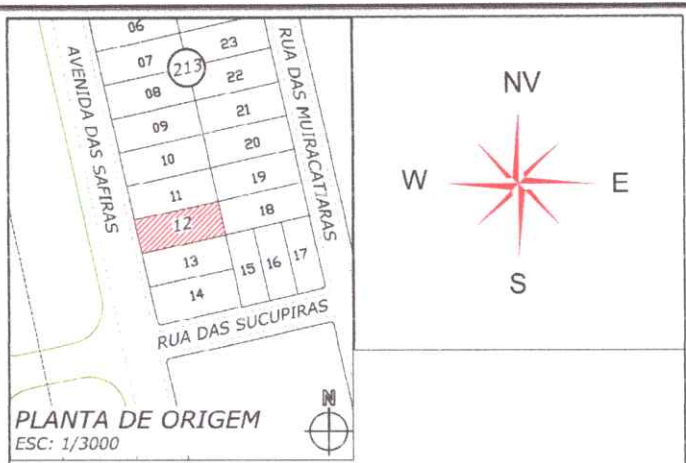 06
07
08
09
10
11
12
13
14
213
23
22
21
20
19
18
15
16
17
AVENIDA DAS SAFIRAS
RUA DAS MUIRACATIARAS
RUA DAS SUCUPIRAS
PLANTA DE ORIGEM
ESC: 1/3000
N
NV
W
E
S